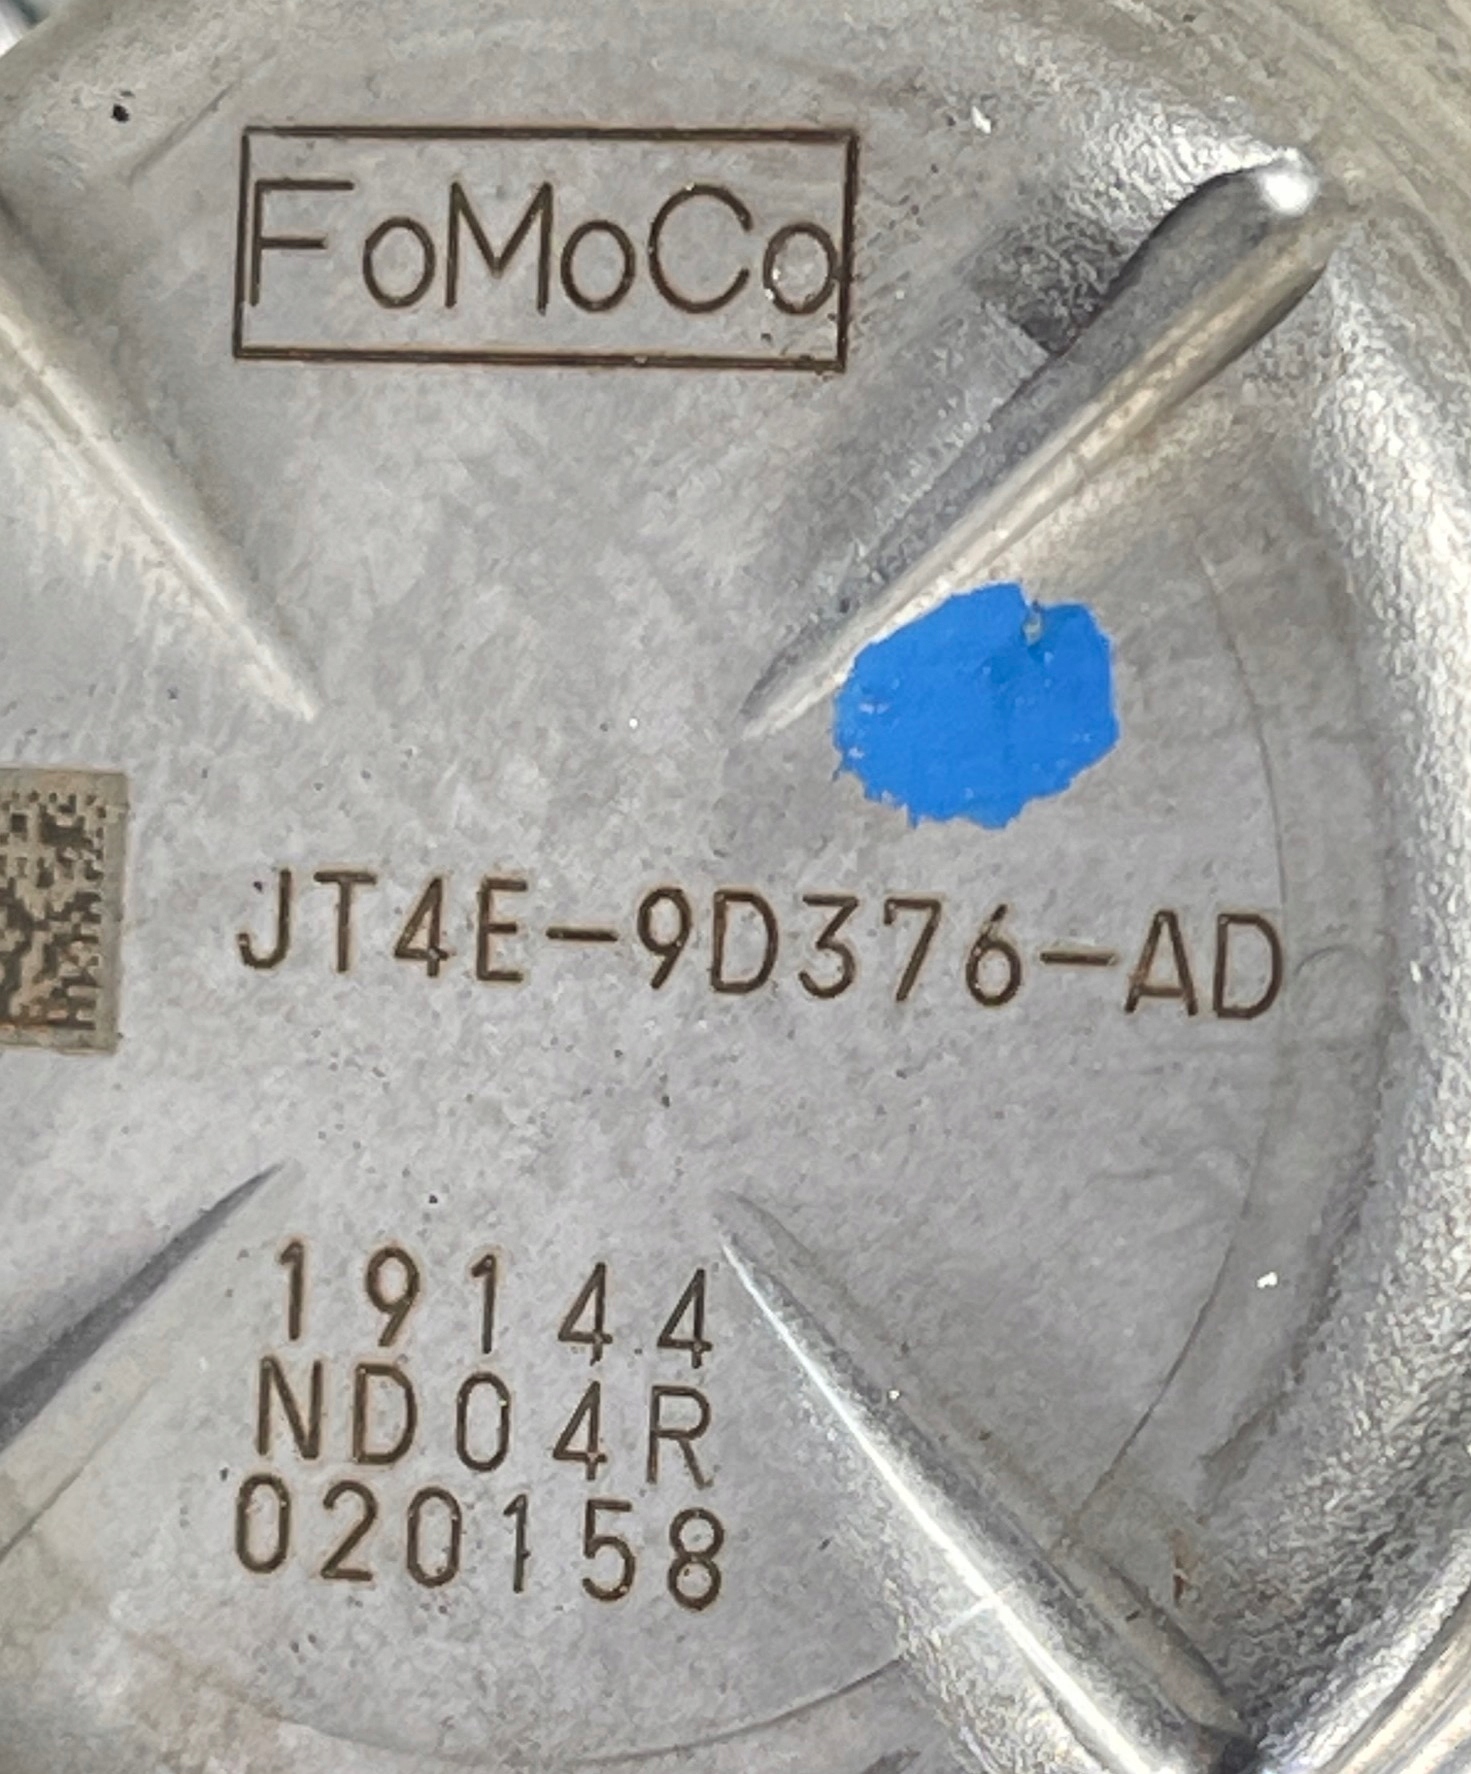 FoMoCo
JT4E-9D376-AD
19144
ND04R
020158